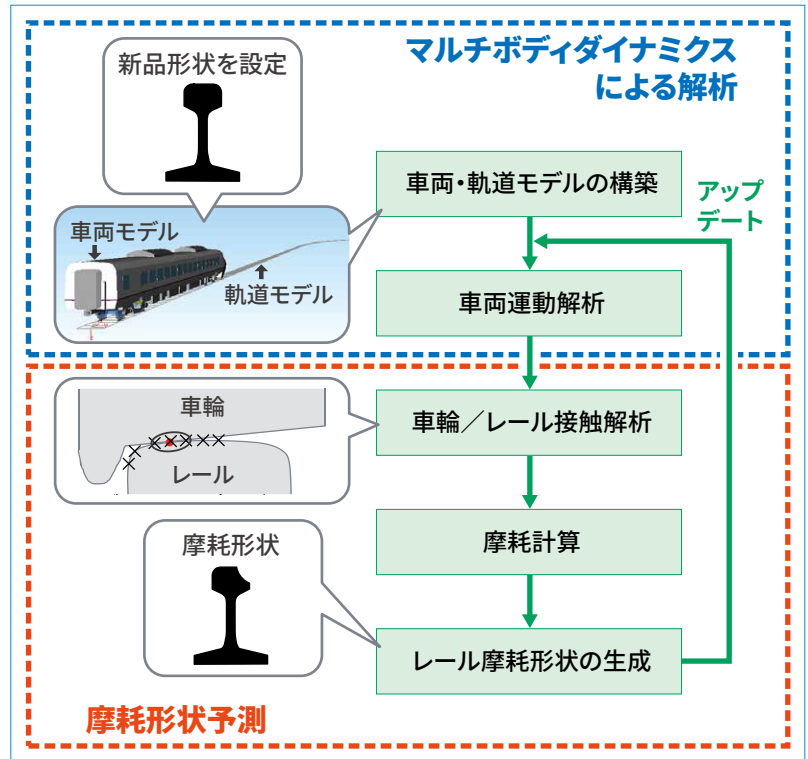 マルチボディダイナミクス
による解析
新品形状を設定
車両・軌道モデルの構築
アップ
デート
車両モデル
軌道モデル
車両運動解析
車輪
レール
車輪／レール接触解析
摩耗計算
摩耗形状
レール摩耗形状の生成
摩耗形状予測